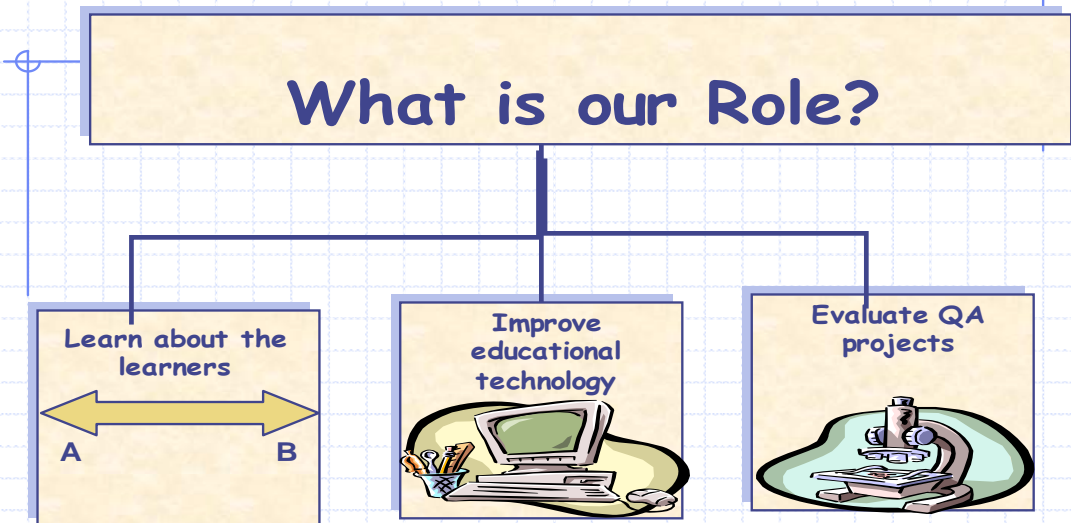 What is our Role?
Learn about the
learners
A
B
Improve
educational
technology
Evaluate QA
projects